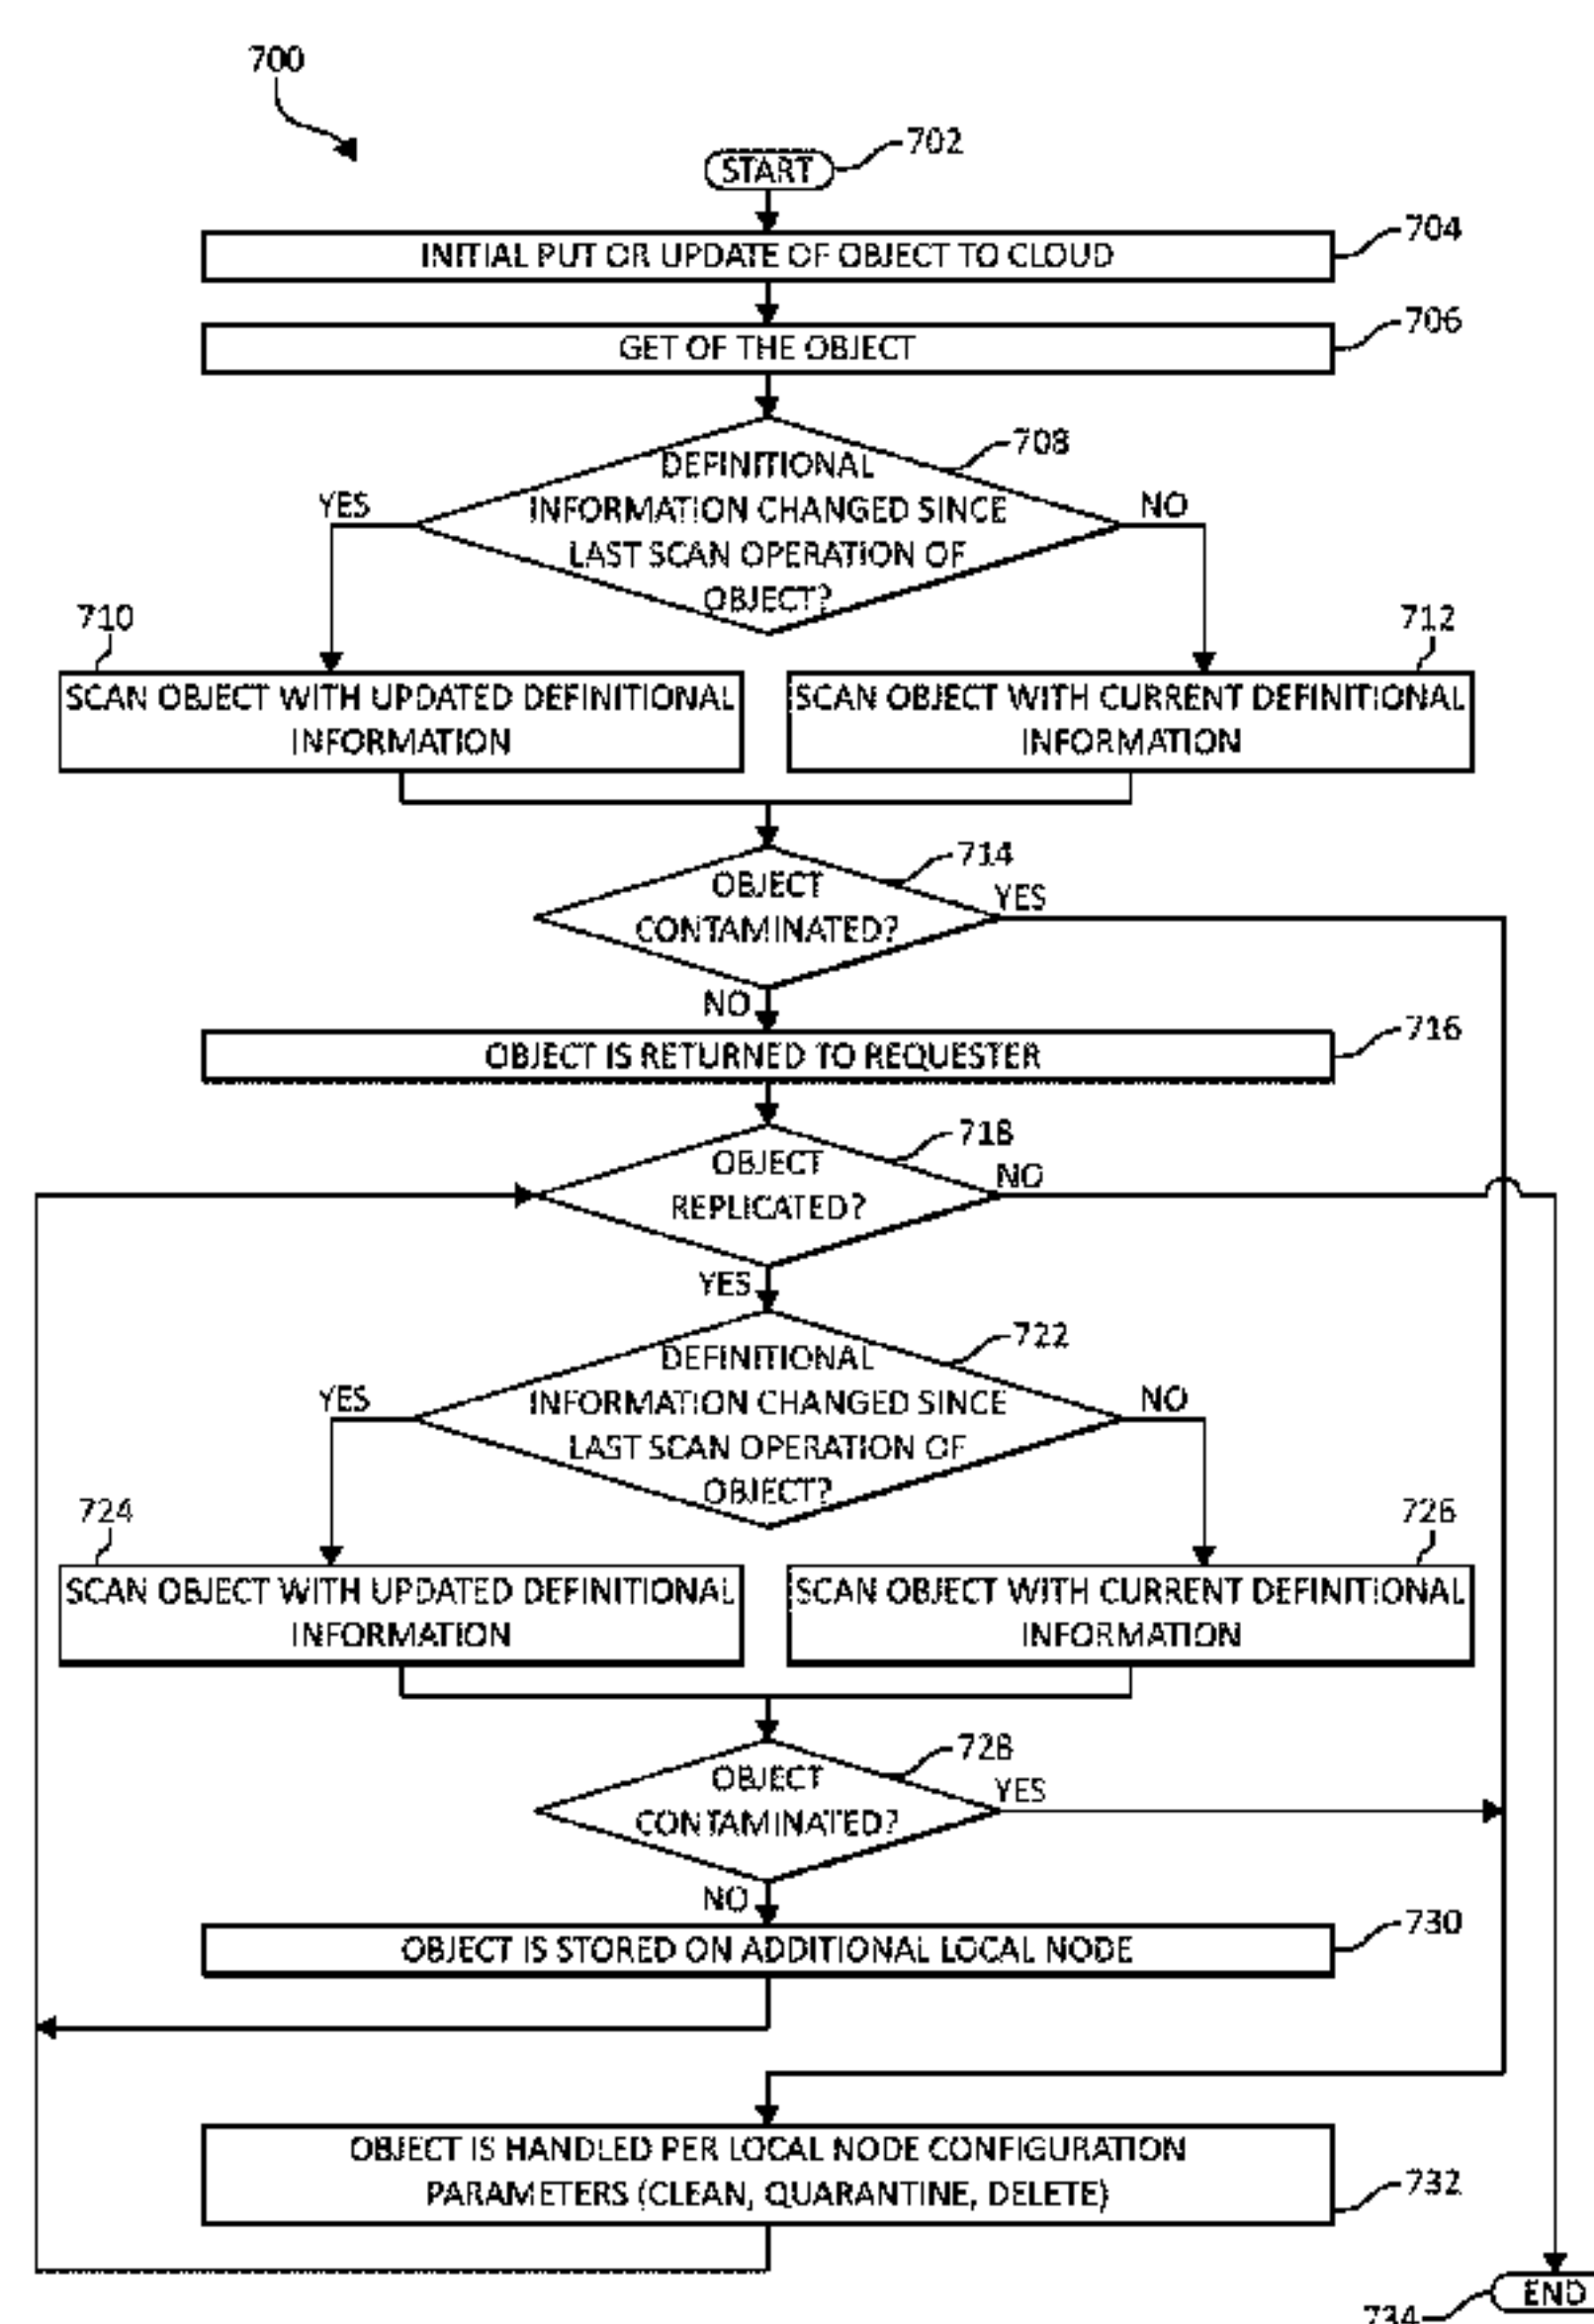 700
START
702
INITIAL PUT OR UPDATE OF OBJECT TO CLOUD
704
GET OF THE OBJECT
706
DEFINITIONAL
INFORMATION CHANGED SINCE
LAST SCAN OPERATION OF
OBJECT?
708
YES
NO
710
SCAN OBJECT WITH UPDATED DEFINITIONAL
INFORMATION
712
SCAN OBJECT WITH CURRENT DEFINITIONAL
INFORMATION
OBJECT
CONTAMINATED?
714
YES
NO
OBJECT IS RETURNED TO REQUESTER
716
OBJECT
REPLICATED?
718
NO
YES
DEFINITIONAL
INFORMATION CHANGED SINCE
LAST SCAN OPERATION OF
OBJECT?
722
YES
NO
724
SCAN OBJECT WITH UPDATED DEFINITIONAL
INFORMATION
726
SCAN OBJECT WITH CURRENT DEFINITIONAL
INFORMATION
OBJECT
CONTAMINATED?
728
YES
NO
OBJECT IS STORED ON ADDITIONAL LOCAL NODE
730
OBJECT IS HANDLED PER LOCAL NODE CONFIGURATION
PARAMETERS (CLEAN, QUARANTINE, DELETE)
732
END
734